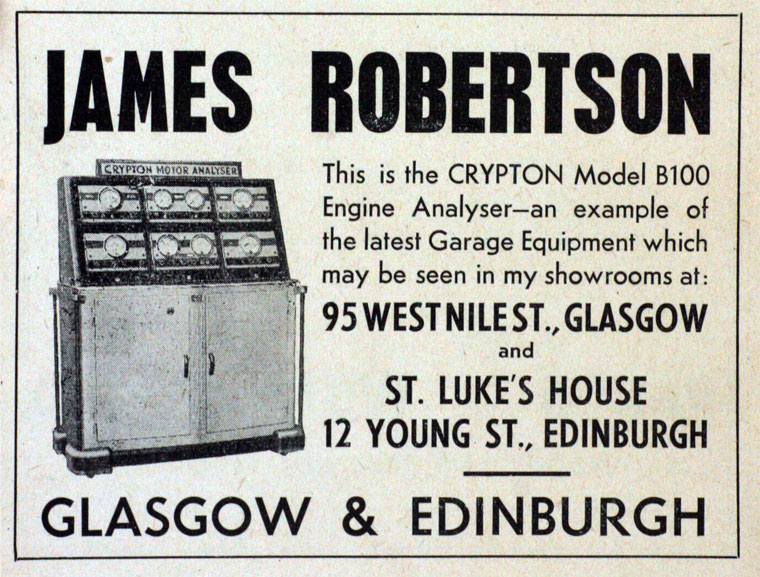 JAMES ROBERTSON
CRYPTON MOTOR ANALYSER
This is the CRYPTON Model B100
Engine Analyser—an example of
the latest Garage Equipment which
may be seen in my showrooms at:
95 WEST NILE ST., GLASGOW
and
ST. LUKE'S HOUSE
12 YOUNG ST., EDINBURGH
GLASGOW & EDINBURGH